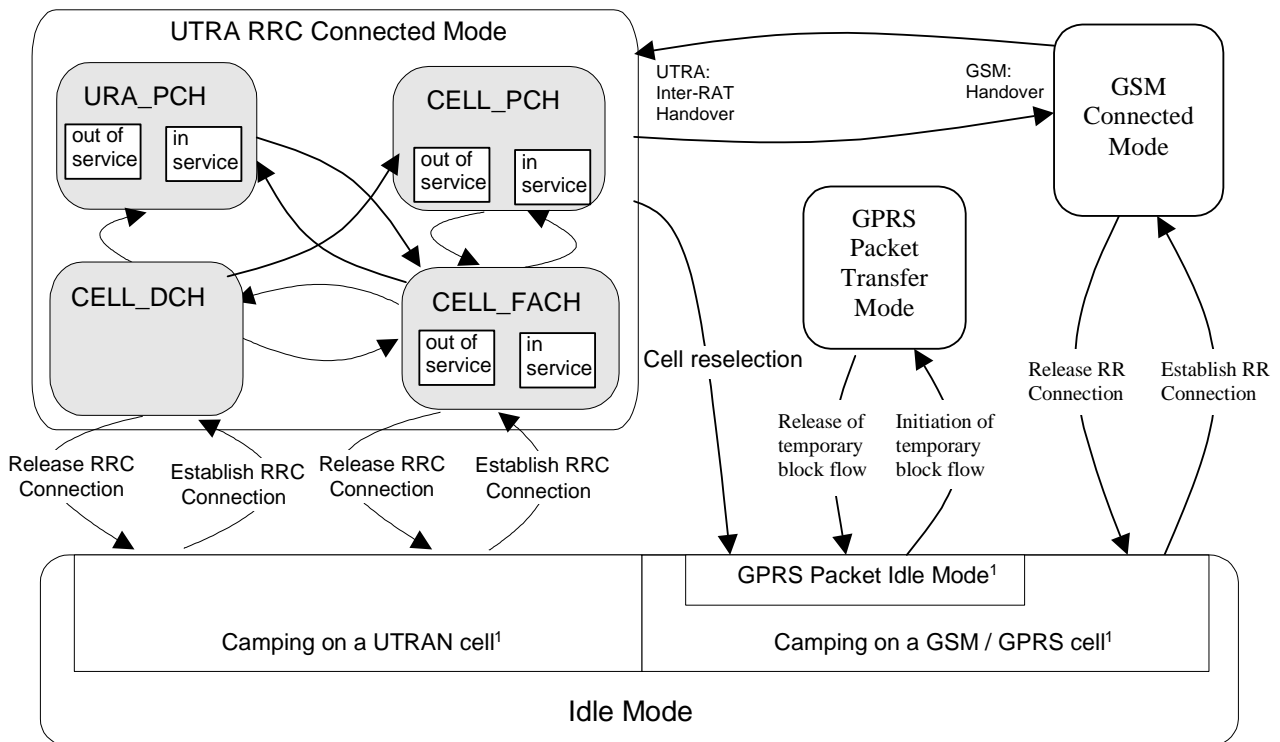 UTRA RRC Connected Mode
URA_PCH
out of
service
in
service
CELL_PCH
out of
service
in
service
CELL_DCH
CELL_FACH
out of
service
in
service
UTRA:
Inter-RAT
Handover
GSM:
Handover
GSM
Connected
Mode
GPRS
Packet
Transfer
Mode
Cell reselection
Release RR
Connection
Establish RR
Connection
Release of
temporary
block flow
Initiation of
temporary
block flow
Release RRC
Connection
Establish RRC
Connection
Release RRC
Connection
Establish RRC
Connection
GPRS Packet Idle Mode¹
Camping on a UTRAN cell¹
Camping on a GSM / GPRS cell¹
Idle Mode